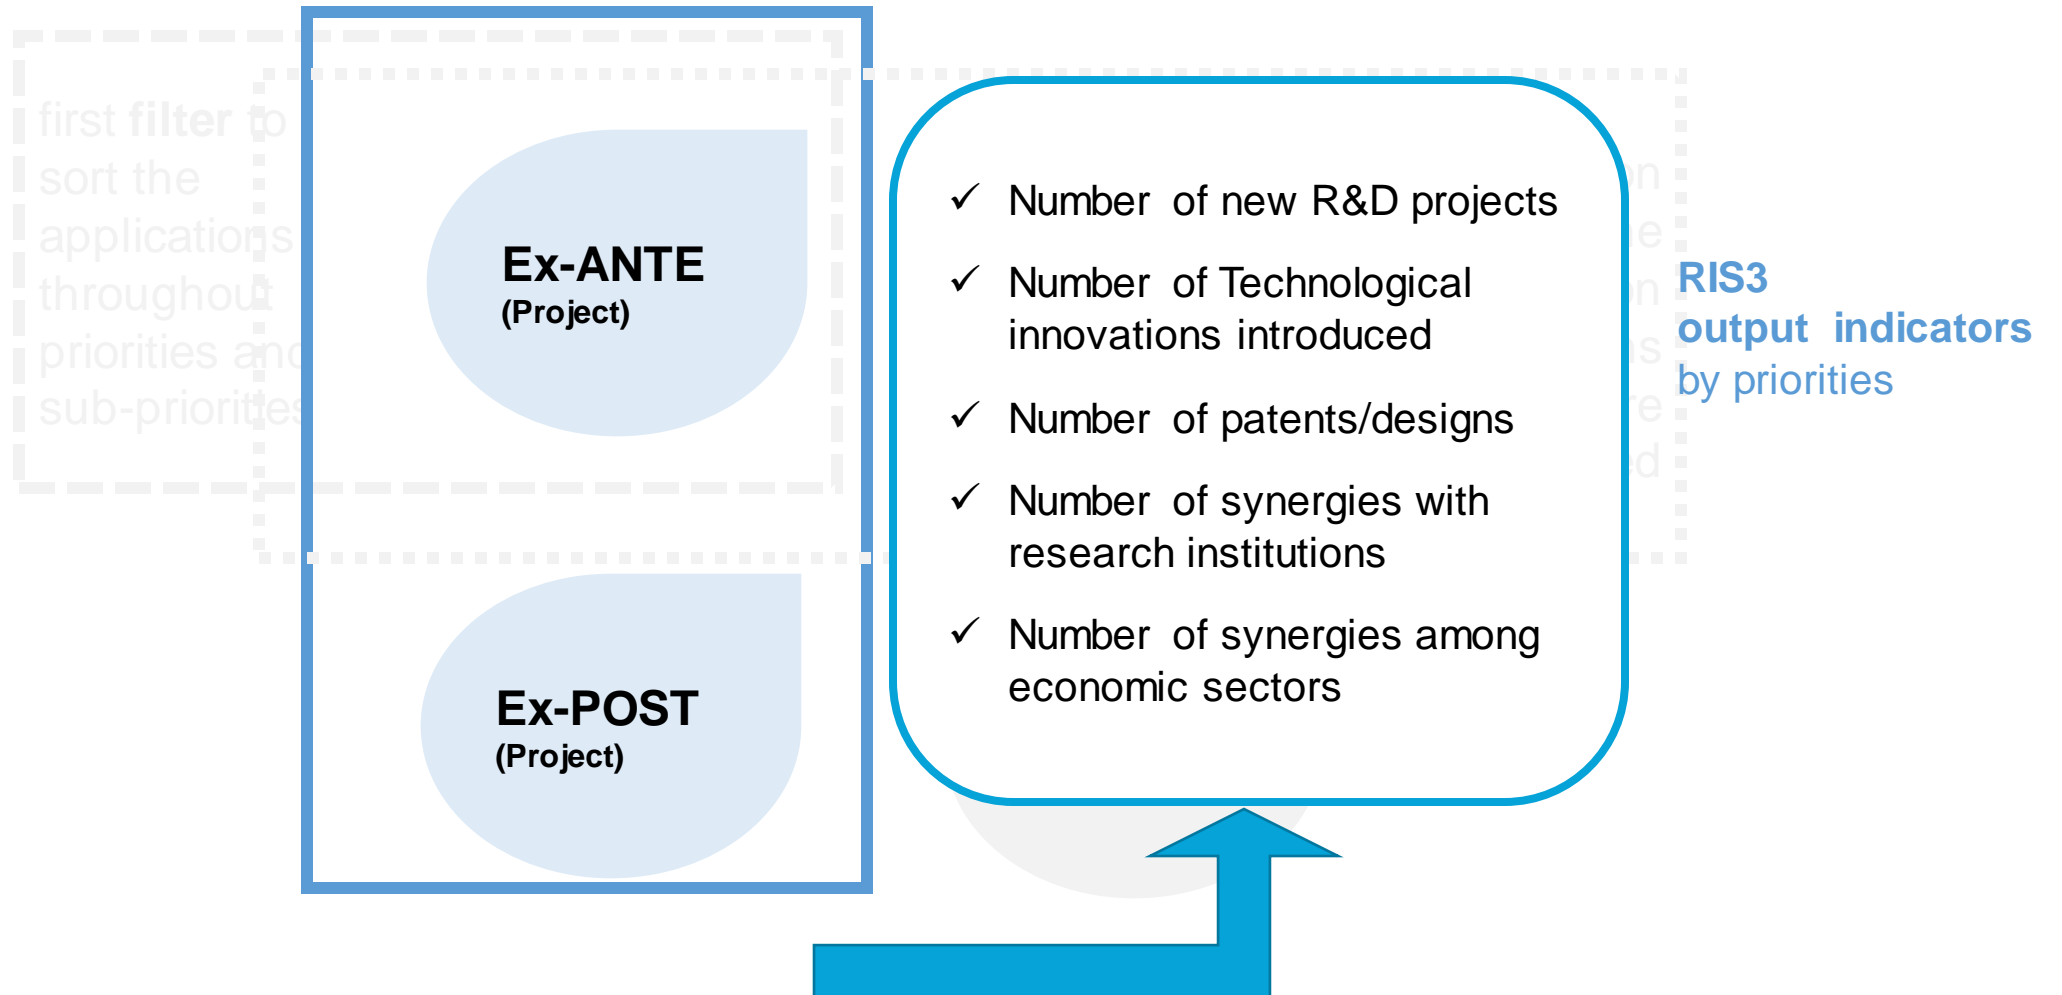 first filter to
sort the
applications
throughout
priorities and
sub-priorities
Ex-ANTE
(Project)
Ex-POST
(Project)
✓ Number of new R&D projects
✓ Number of Technological
innovations introduced
✓ Number of patents/designs
✓ Number of synergies with
research institutions
✓ Number of synergies among
economic sectors
RIS3
output indicators
by priorities